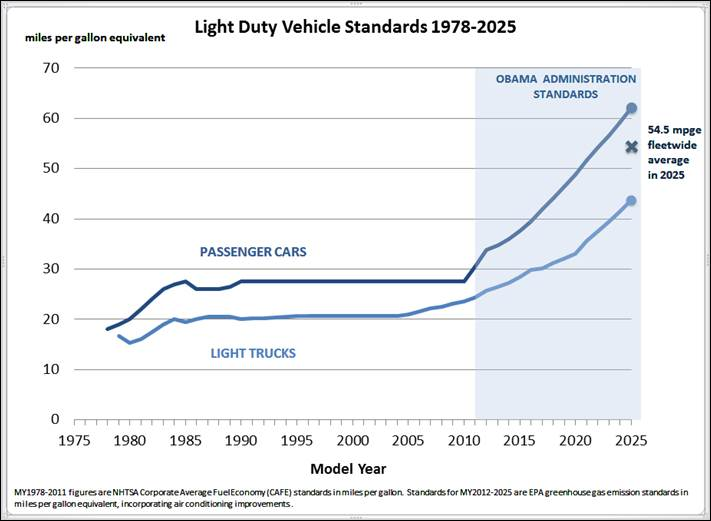 Light Duty Vehicle Standards 1978-2025
miles per gallon equivalent
70
60
50
40
30
20
10
0
OBAMA ADMINISTRATION
STANDARDS
54.5 mpge
fleetwide
average
in 2025
PASSENGER CARS
LIGHT TRUCKS
1975 1980 1985 1990 1995 2000 2005 2010 2015 2020 2025
Model Year
MY1978-2011 figures are NHTSA Corporate Average Fuel Economy (CAFE) standards in miles per gallon. Standards for MY2012-2025 are EPA greenhouse gas emission standards in
miles per gallon equivalent, incorporating air conditioning improvements.